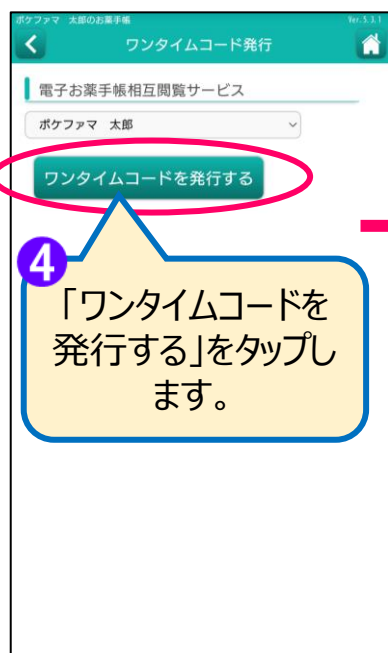 ポケファマ 太郎のお薬手帳
Ver.5.3.1
ワンタイムコード発行
電子お薬手帳相互閲覧サービス
ポケファマ 太郎
ワンタイムコードを発行する
4
「ワンタイムコードを
発行する」をタップし
ます。